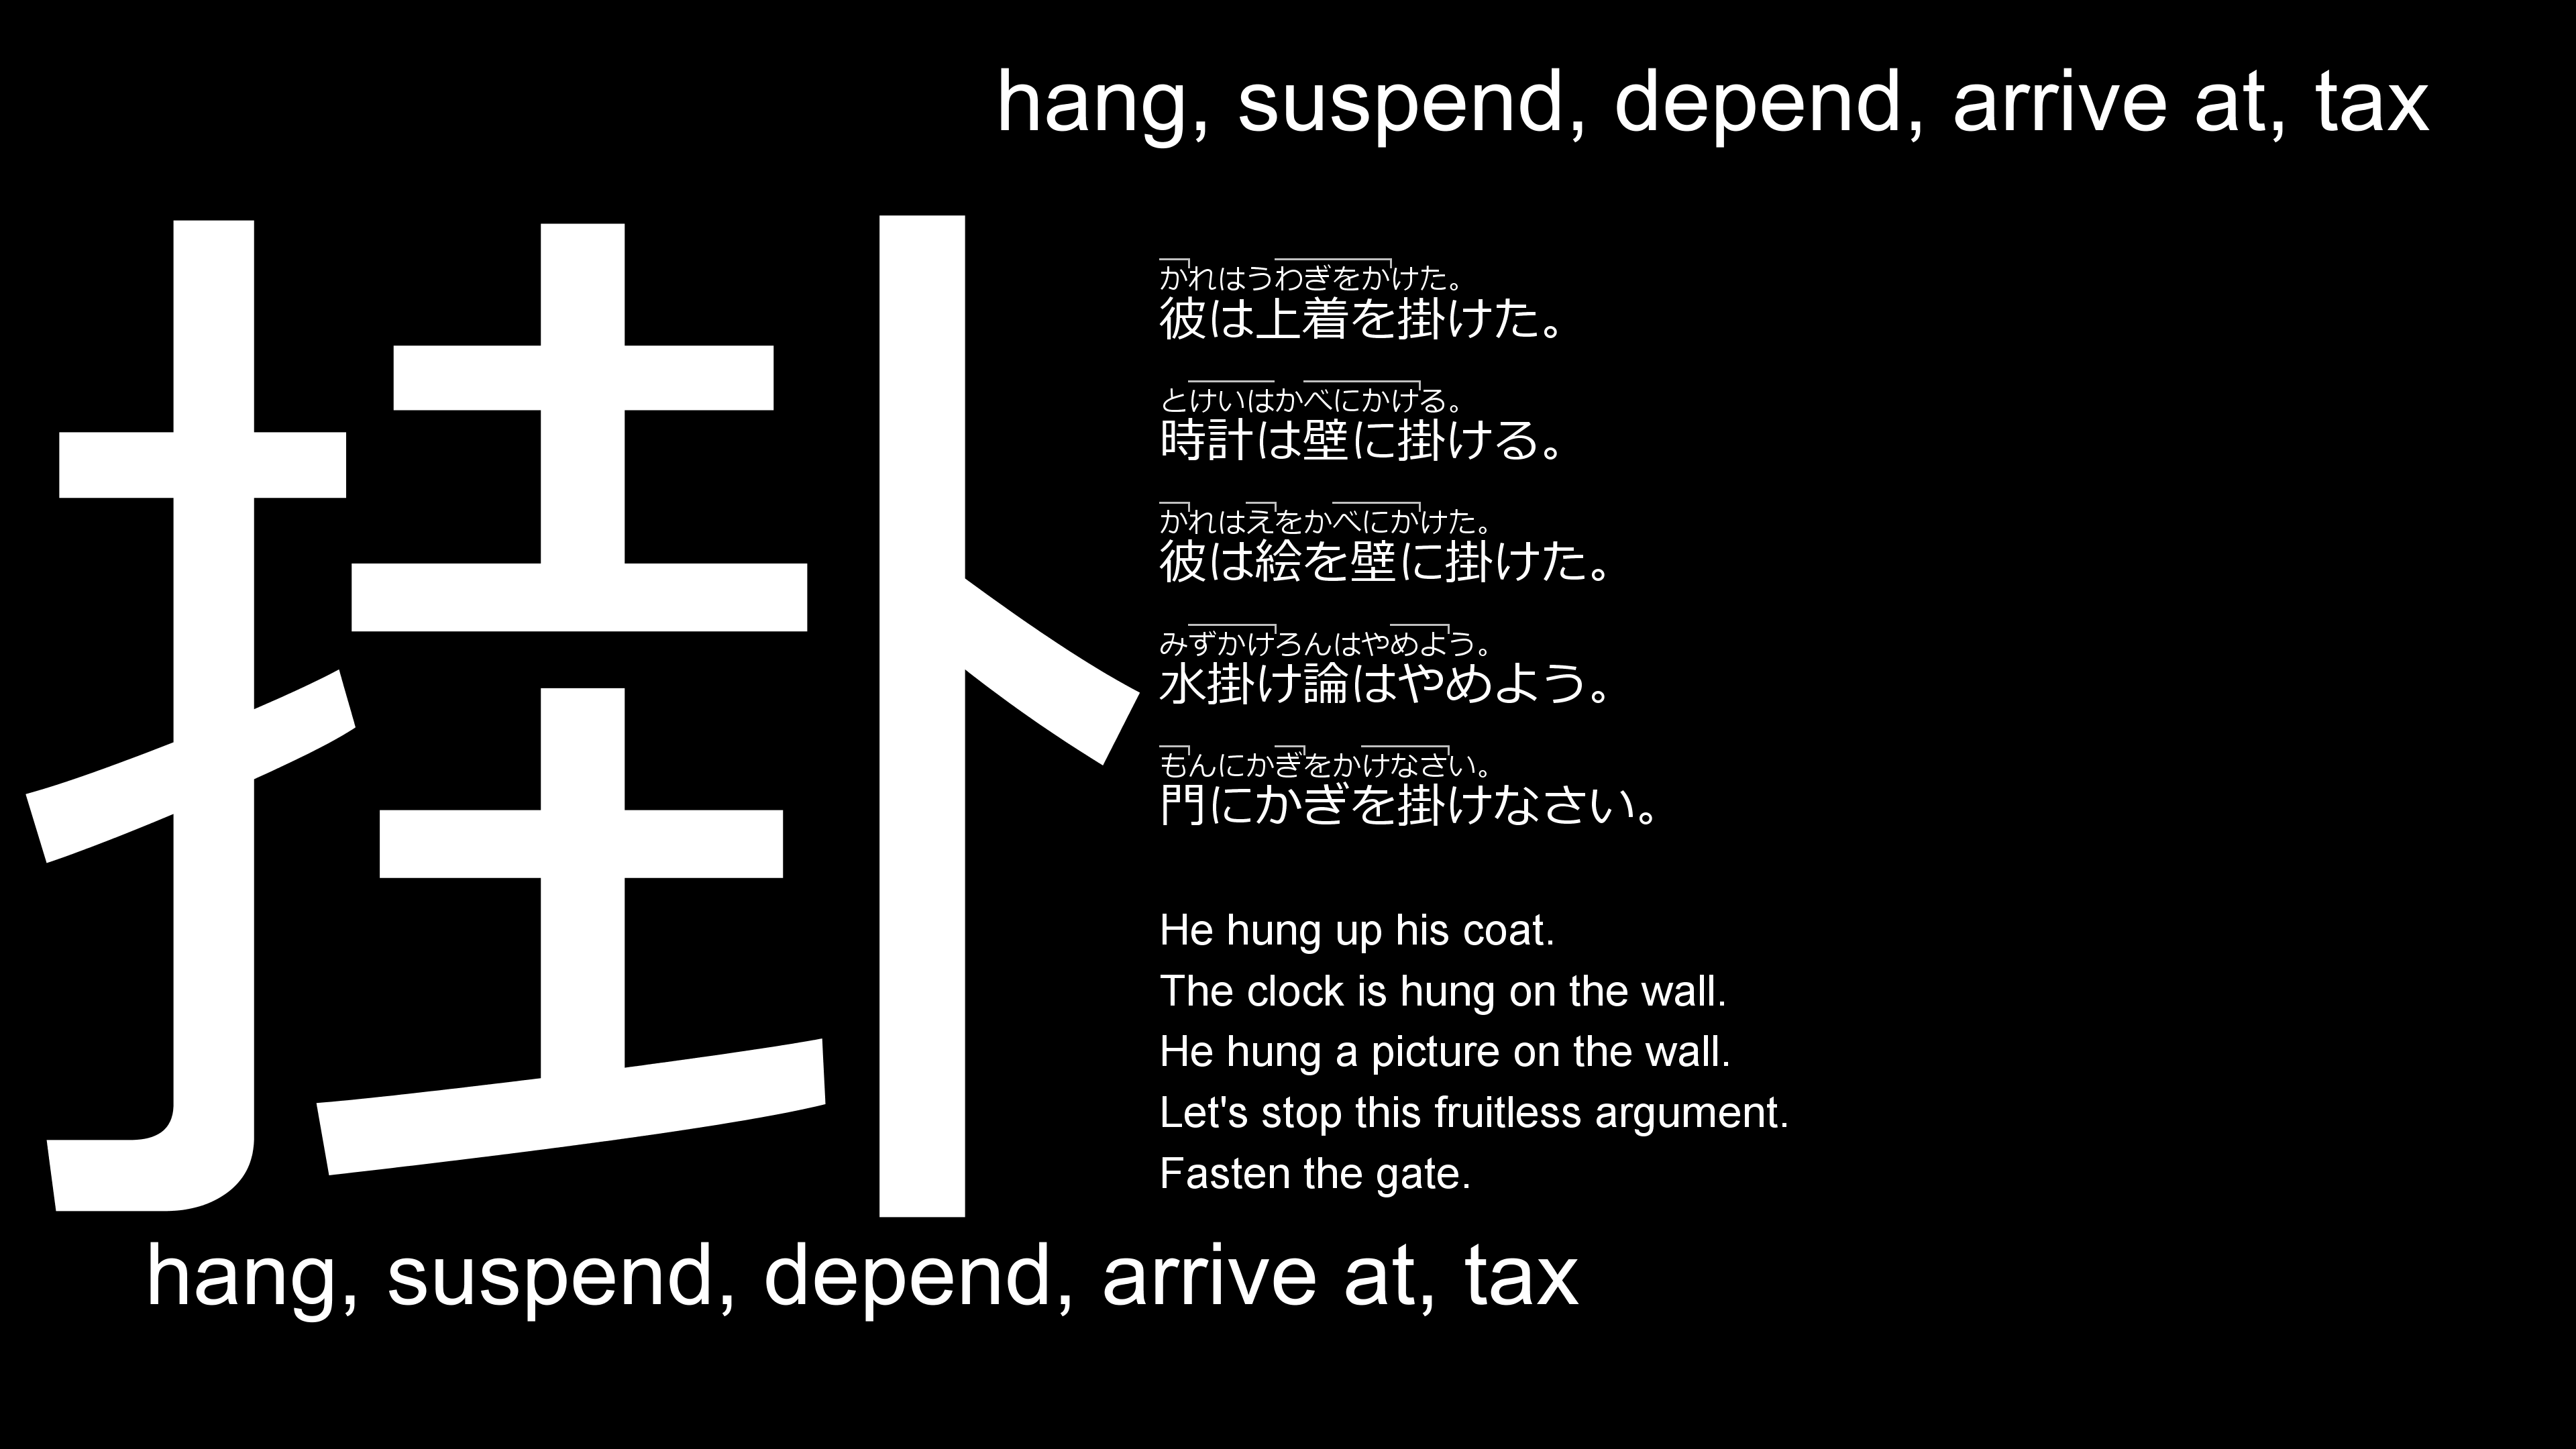 hang, suspend, depend, arrive at, tax
掛
かれはうわぎをかけた。
彼は上着を掛けた。
とけいはかべにかける。
時計は壁に掛ける。
かれはえをかべにかけた。
彼は絵を壁に掛けた。
みずかけろんはやめよう。
水掛け論はやめよう。
もんにかぎをかけなさい。
門にかぎを掛けなさい。
He hung up his coat.
The clock is hung on the wall.
He hung a picture on the wall.
Let's stop this fruitless argument.
Fasten the gate.
hang, suspend, depend, arrive at, tax